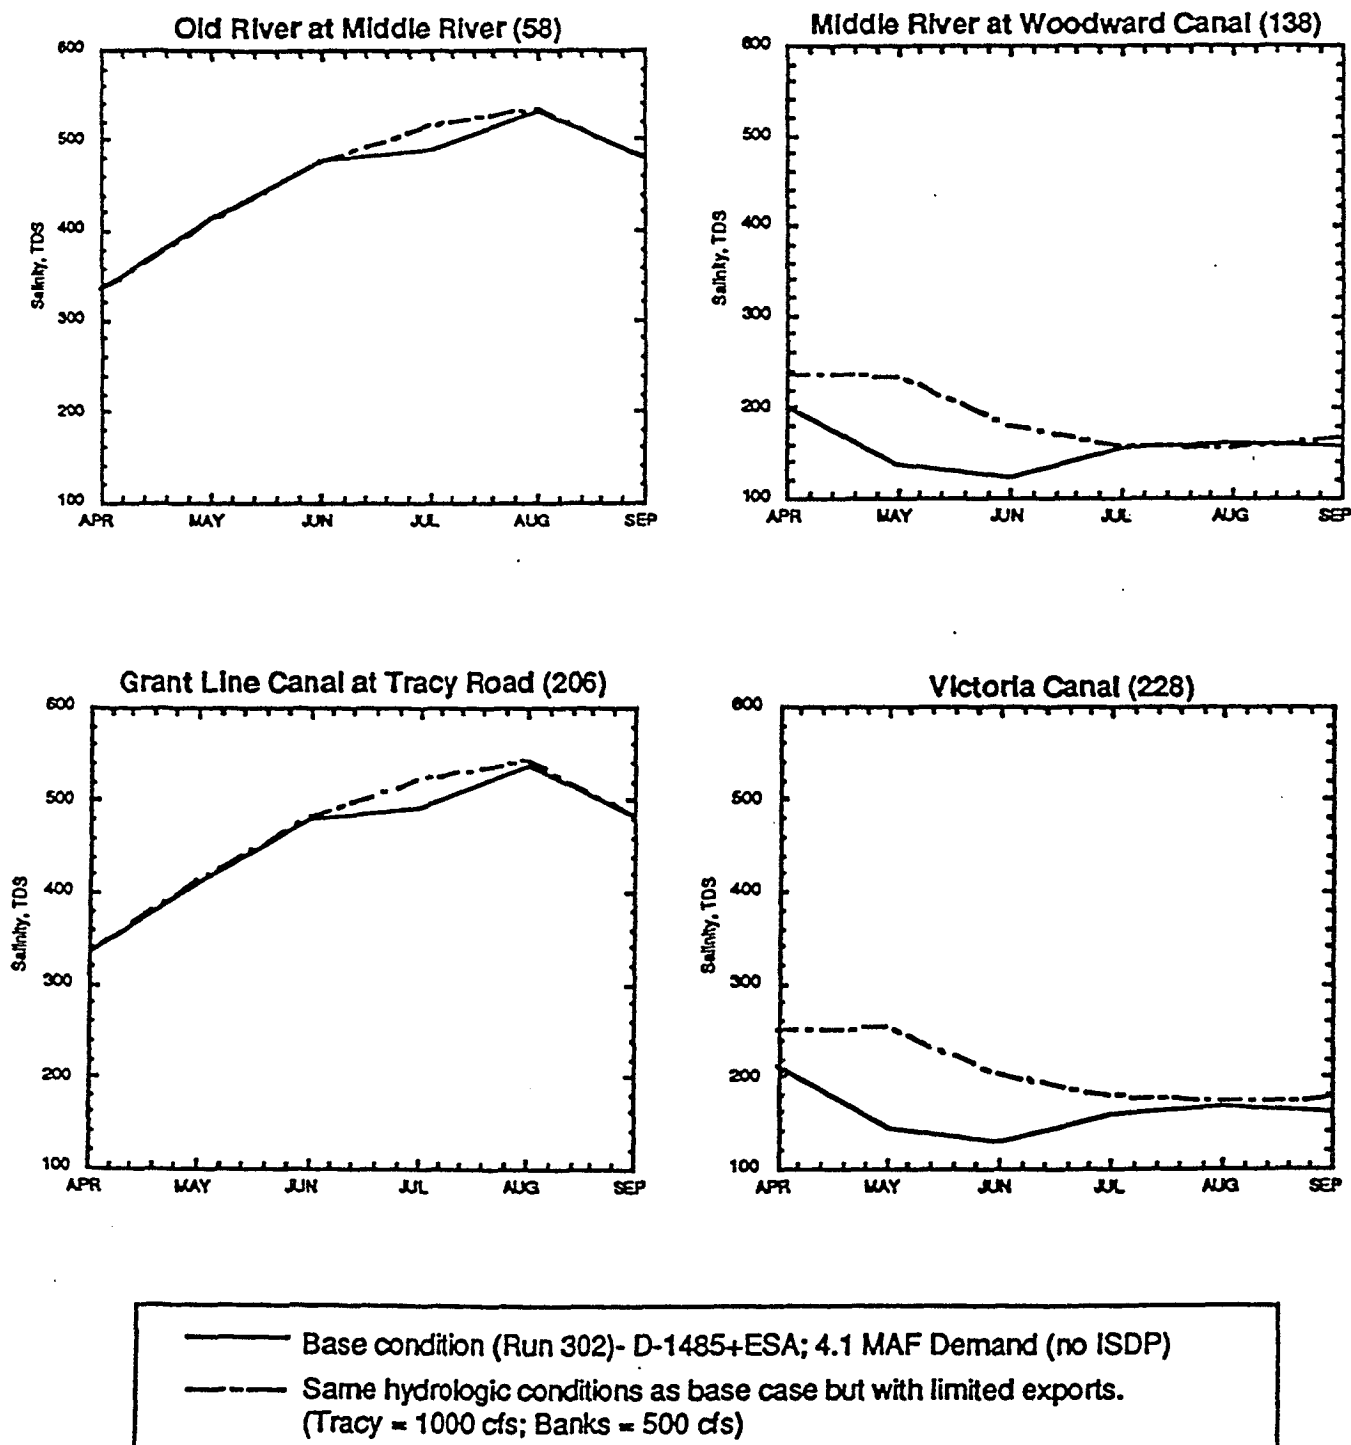 Old River at Middle River (58)
600
500
400
300
200
100
Salinity, TDS
APR MAY JUN JUL AUG SEP
Middle River at Woodward Canal (138)
600
500
400
300
200
100
Salinity, TDS
APR MAY JUN JUL AUG SEP
Grant Line Canal at Tracy Road (206)
600
500
400
300
200
100
Salinity, TDS
APR MAY JUN JUL AUG SEP
Victoria Canal (228)
600
500
400
300
200
100
Salinity, TDS
APR MAY JUN JUL AUG SEP
Base condition (Run 302)- D-1485+ESA; 4.1 MAF Demand (no ISDP)
Same hydrologic conditions as base case but with limited exports.
(Tracy = 1000 cfs; Banks = 500 cfs)